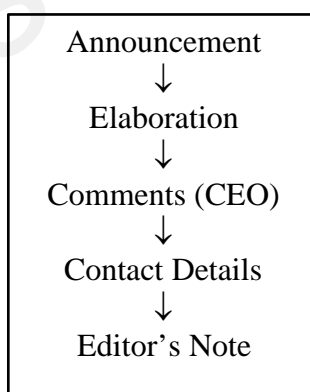 Announcement
↓
Elaboration
↓
Comments (CEO)
↓
Contact Details
↓
Editor's Note